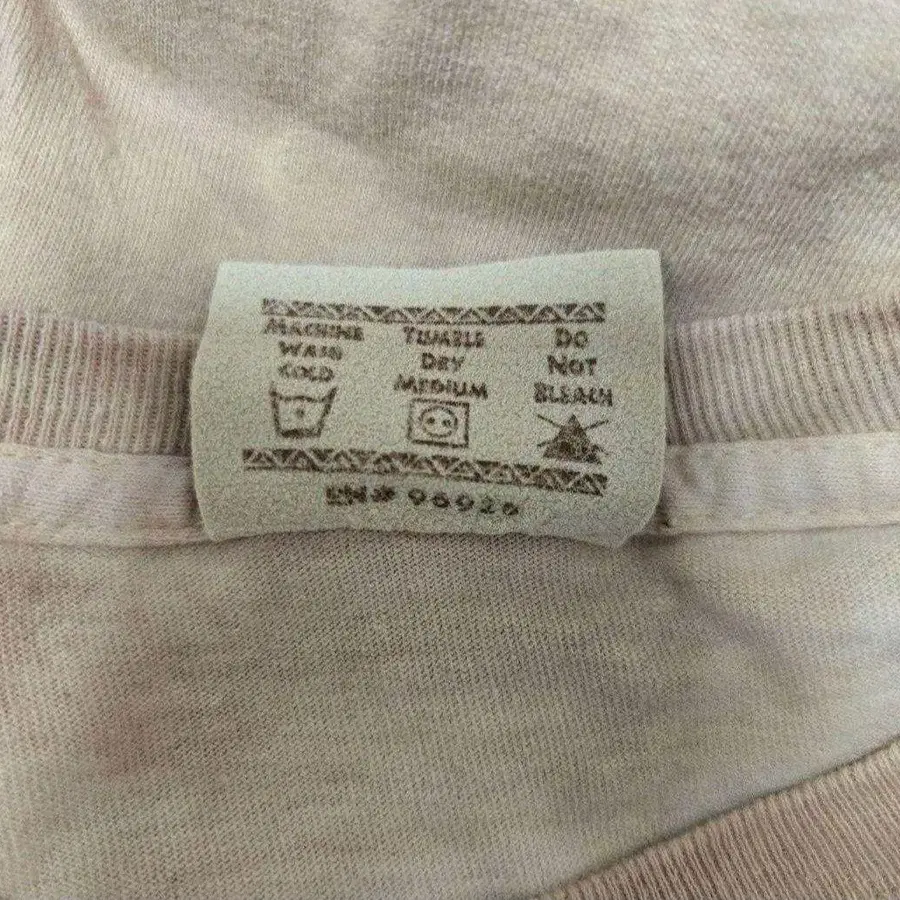 MACHINE WASH COLD
TUMBLE DRY MEDIUM
DO NOT BLEACH
RN# 96926